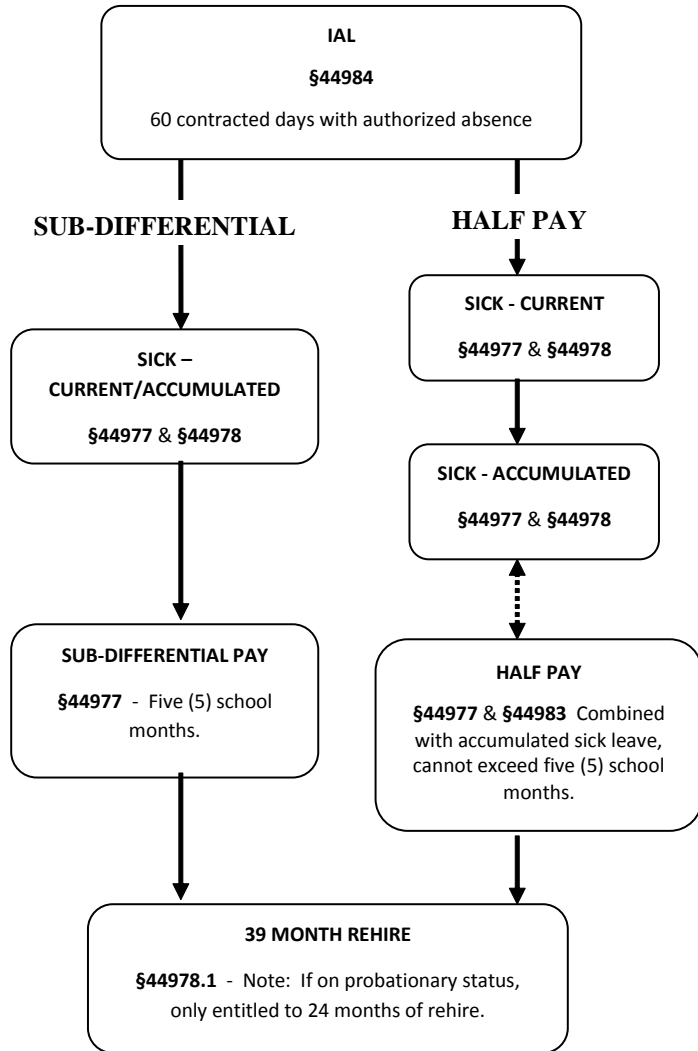 IAL
§44984
60 contracted days with authorized absence
SUB-DIFFERENTIAL
HALF PAY
SICK –
CURRENT/ACCUMULATED
§44977 & §44978
SICK - CURRENT
§44977 & §44978
SICK - ACCUMULATED
§44977 & §44978
SUB-DIFFERENTIAL PAY
§44977 - Five (5) school
months.
HALF PAY
§44977 & §44983 Combined
with accumulated sick leave,
cannot exceed five (5) school
months.
39 MONTH REHIRE
§44978.1 - Note: If on probationary status,
only entitled to 24 months of rehire.